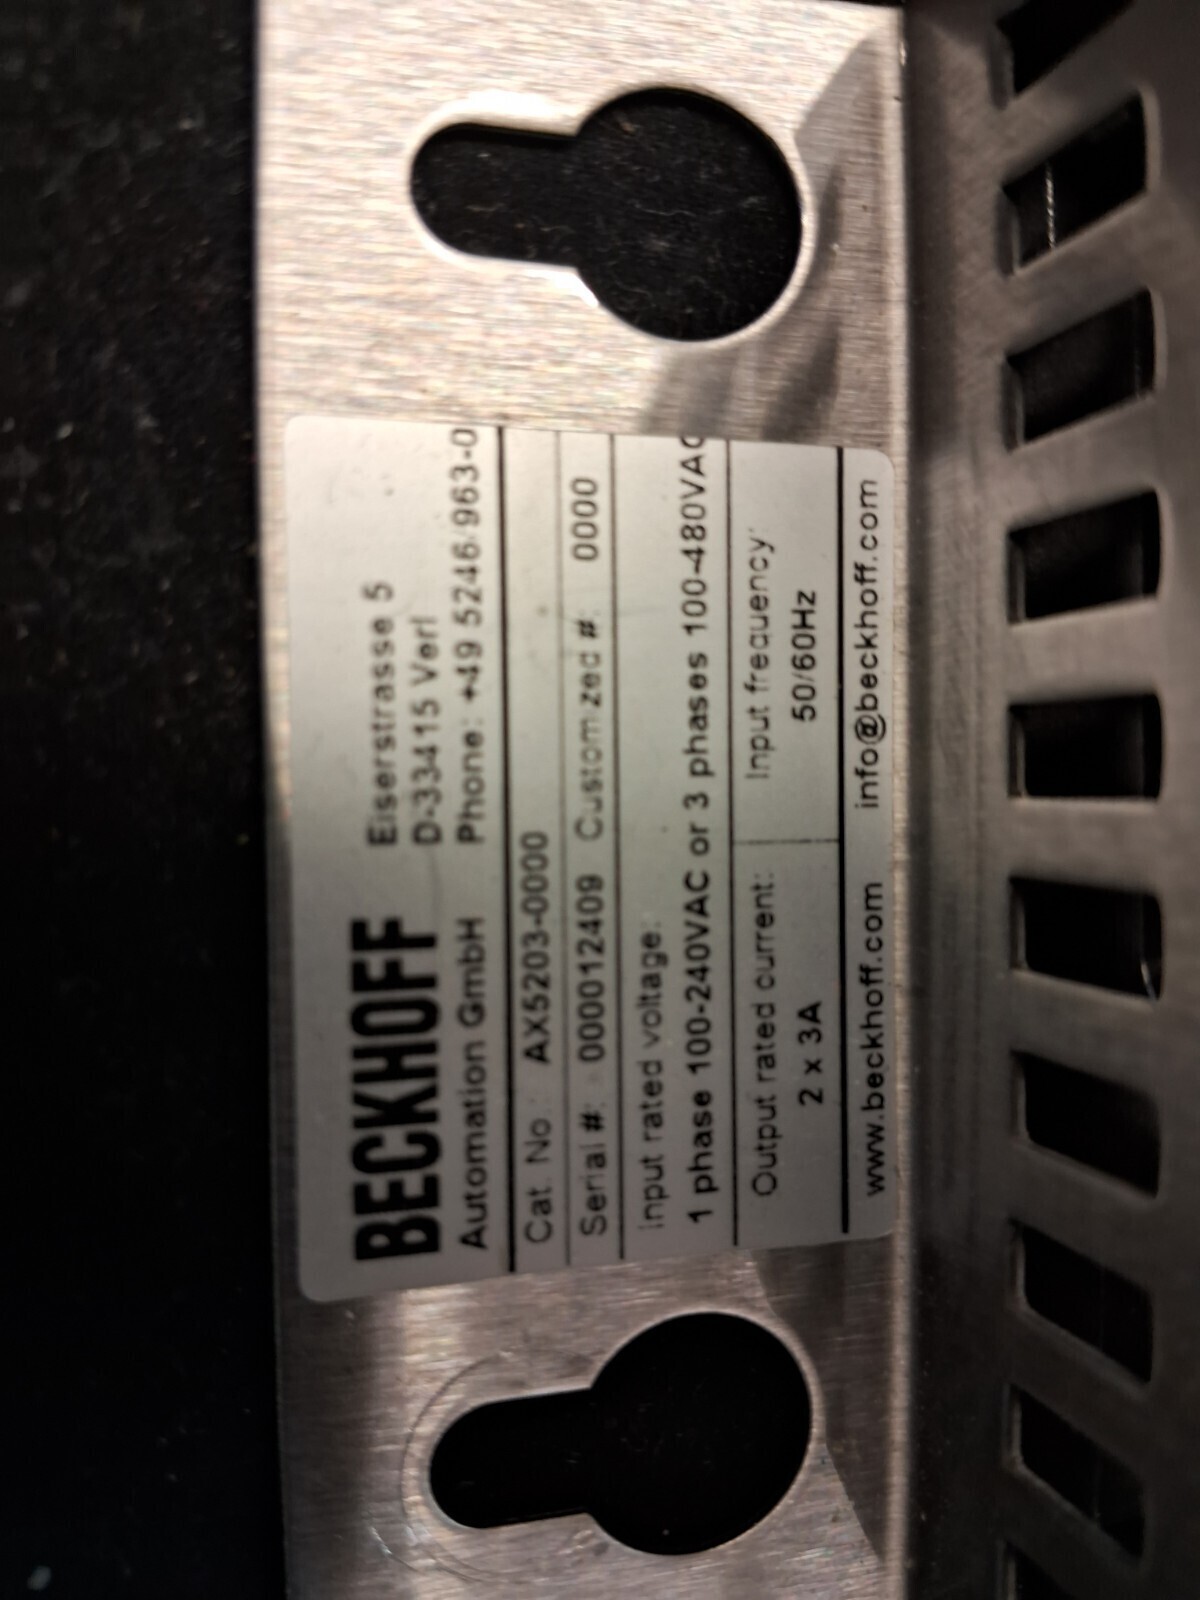 BECKHOFF
Automation GmbH
Eiserstrasse 5
D-33415 Verl
Phone: +49 5246/963-0
Cat. No.: AX5203-0000
Serial #: 000012409 Customized #: 0000
Input rated voltage:
1 phase 100-240VAC or 3 phases 100-480VAC
Output rated current:
2 x 3A
Input frequency:
50/60Hz
www.beckhoff.com info@beckhoff.com